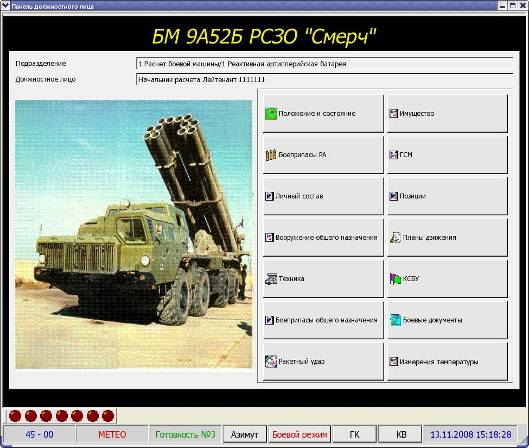 Панель должностного лица
БМ 9А52Б РСЗО "Смерч"
Подразделение
1 Расчет боевой машины/1 Реактивная артиллерийская батарея
Должностное лицо
Начальник расчета Лейтенант 1111111
Положение и состояние
Имущество
Боеприпасы РА
ГСМ
Личный состав
Позиции
Вооружение общего назначения
Планы движения
Техника
КСБУ
Боеприпасы общего назначения
Боевые документы
Ракетный удар
Измерения температуры
45 - 00
МЕТЕО
Готовность №3
Азимут
Боевой режим
ГК
КВ
13.11.2008 15:18:28